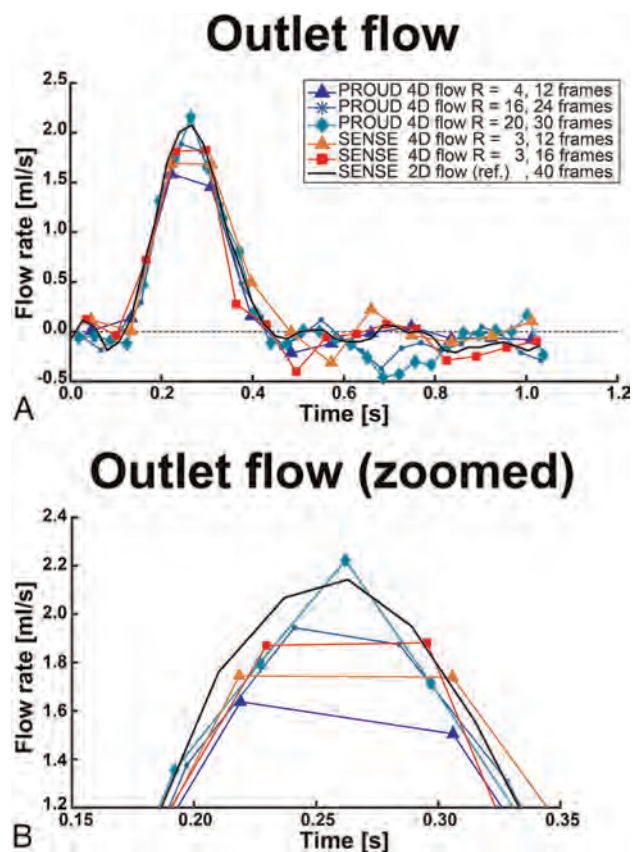 Outlet flow
2.5
2.0
1.5
1.0
0.5
0.0
-0.5
Flow rate [ml/s]
PROUD 4D flow R = 4, 12 frames
PROUD 4D flow R = 16, 24 frames
PROUD 4D flow R = 20, 30 frames
SENSE 4D flow R = 3, 12 frames
SENSE 4D flow R = 3, 16 frames
SENSE 2D flow (ref.) , 40 frames
0.0 0.2 0.4 0.6 0.8 1.0 1.2
Time [s]
A
Outlet flow (zoomed)
2.4
2.2
2.0
1.8
1.6
1.4
1.2
Flow rate [ml/s]
0.15 0.20 0.25 0.30 0.35
Time [s]
B